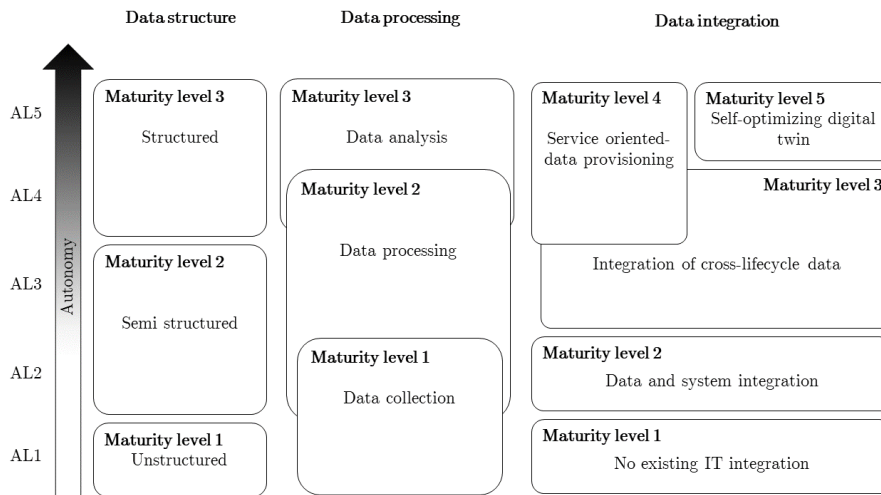 Data structure
Data processing
Data integration
AL5
AL4
AL3
AL2
AL1
Autonomy
Maturity level 3
Structured
Maturity level 2
Semi structured
Maturity level 1
Unstructured
Maturity level 3
Data analysis
Maturity level 2
Data processing
Maturity level 1
Data collection
Maturity level 4
Service oriented-
data provisioning
Maturity level 5
Self-optimizing digital
twin
Maturity level 3
Integration of cross-lifecycle data
Maturity level 2
Data and system integration
Maturity level 1
No existing IT integration